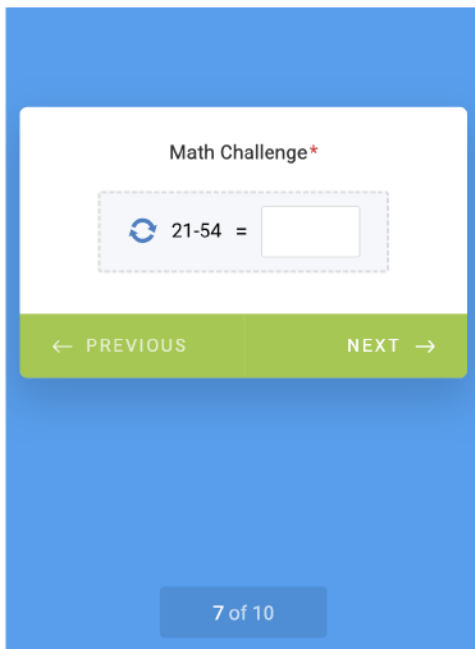 Math Challenge*
21-54 =
← PREVIOUS NEXT →
7 of 10